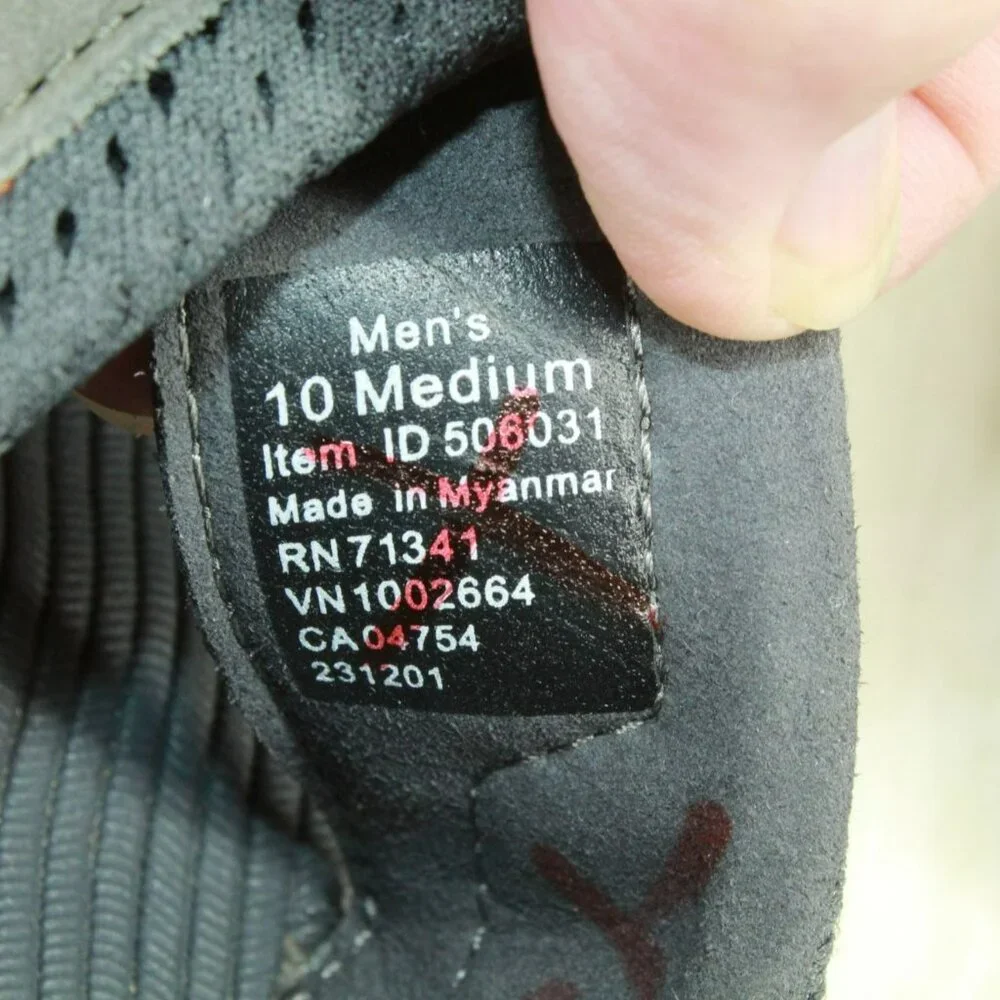 Men's
10 Medium
Item ID 506031
Made in Myanmar
RN 71341
VN 1002664
CA 04754
231201